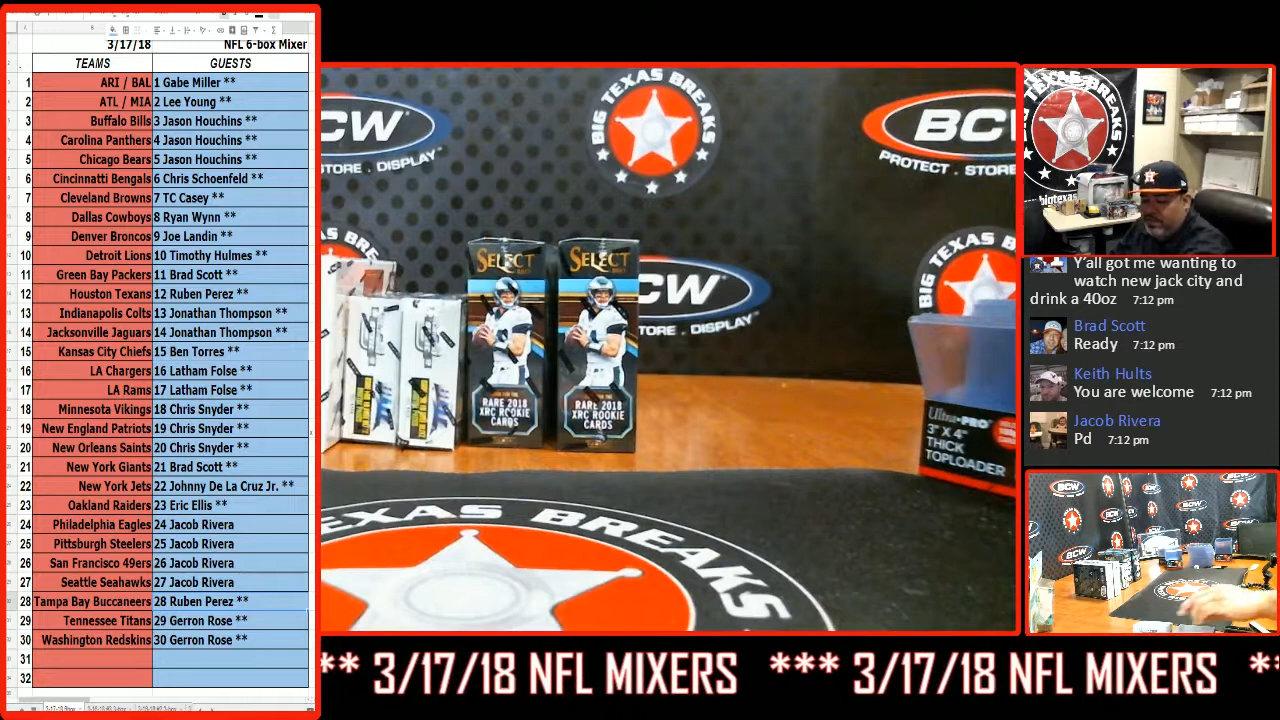 3/17/18 NFL 6-box Mixer
TEAMS GUESTS
1 ARI / BAL 1 Gabe Miller **
2 ATL / MIA 2 Lee Young **
3 Buffalo Bills 3 Jason Houchins **
4 Carolina Panthers 4 Jason Houchins **
5 Chicago Bears 5 Jason Houchins **
6 Cincinnatti Bengals 6 Chris Schoenfeld **
7 Cleveland Browns 7 TC Casey **
8 Dallas Cowboys 8 Ryan Wynn **
9 Denver Broncos 9 Joe Landin **
10 Detroit Lions 10 Timothy Hulmes **
11 Green Bay Packers 11 Brad Scott **
12 Houston Texans 12 Ruben Perez **
13 Indianapolis Colts 13 Jonathan Thompson **
14 Jacksonville Jaguars 14 Jonathan Thompson **
15 Kansas City Chiefs 15 Ben Torres **
16 LA Chargers 16 Latham Folse **
17 LA Rams 17 Latham Folse **
18 Minnesota Vikings 18 Chris Snyder **
19 New England Patriots 19 Chris Snyder **
20 New Orleans Saints 20 Chris Snyder **
21 New York Giants 21 Brad Scott **
22 New York Jets 22 Johnny De La Cruz Jr. **
23 Oakland Raiders 23 Eric Ellis **
24 Philadelphia Eagles 24 Jacob Rivera
25 Pittsburgh Steelers 25 Jacob Rivera
26 San Francisco 49ers 26 Jacob Rivera
27 Seattle Seahawks 27 Jacob Rivera
28 Tampa Bay Buccaneers 28 Ruben Perez **
29 Tennessee Titans 29 Gerron Rose **
30 Washington Redskins 30 Gerron Rose **
31
32
BIG TEXAS BREAKS
CW
STORE . DISPLAY
BCW
PROTECT . STORE.
CW
TORE . DISPLAY
SELECT
RARE 2018
XRC ROOKIE
CARDS
SELECT
RARE 2018
XRC ROOKIE
CARDS
Ultra-PRO
3" X 4"
THICK
TOPLOADER
TEXAS BREAKS
Y'all got me wanting to
watch new jack city and
drink a 40oz 7:12 pm
Brad Scott
Ready 7:12 pm
Keith Hults
You are welcome 7:12 pm
Jacob Rivera
Pd 7:12 pm
BCW
BCW
** 3/17/18 NFL MIXERS *** 3/17/18 NFL MIXERS **